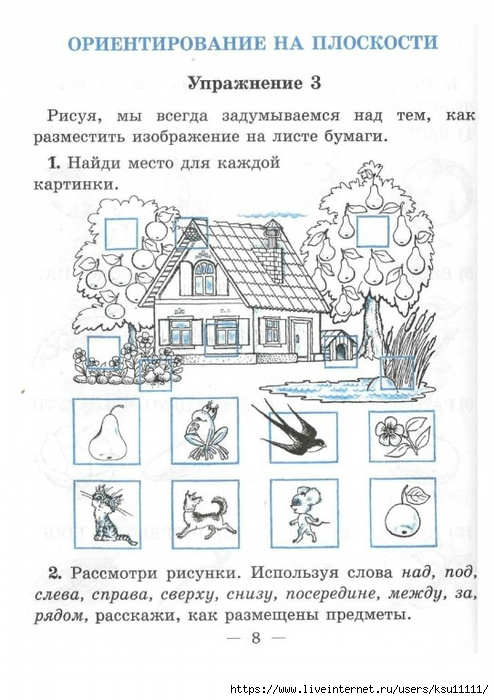 ОРИЕНТИРОВАНИЕ НА ПЛОСКОСТИ
Упражнение 3
Рисуя, мы всегда задумываемся над тем, как
разместить изображение на листе бумаги.
1. Найди место для каждой
картинки.
2. Рассмотри рисунки. Используя слова над, под,
слева, справа, сверху, снизу, посередине, между, за,
рядом, расскажи, как размещены предметы.
— 8 —
https://www.liveinternet.ru/users/ksu11111/